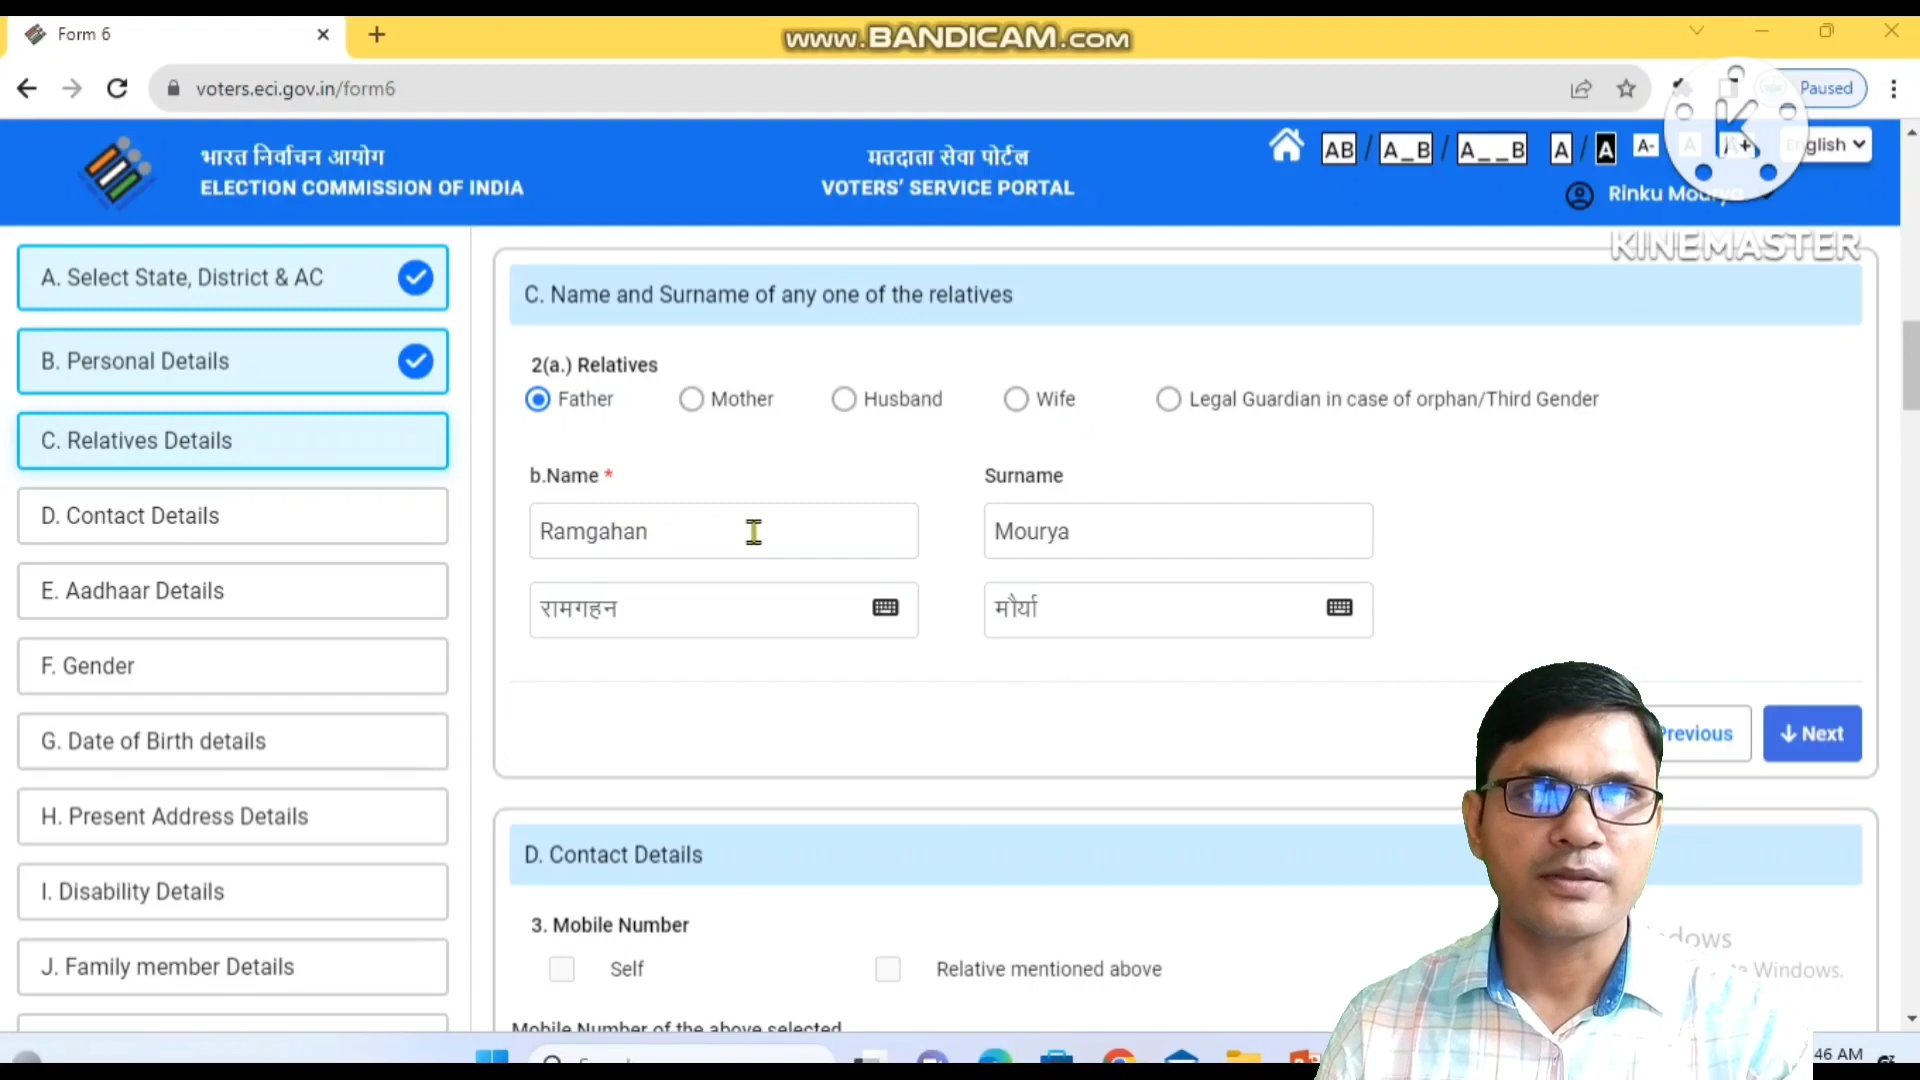 Form 6
www.BANDICAM.com
voters.eci.gov.in/form6
Paused
भारत निर्वाचन आयोग
ELECTION COMMISSION OF INDIA
मतदाता सेवा पोर्टल
VOTERS' SERVICE PORTAL
AB / A_B / A__B A / A A- A A+ English
Rinku Mourya
KINEMASTER
A. Select State, District & AC
B. Personal Details
C. Relatives Details
D. Contact Details
E. Aadhaar Details
F. Gender
G. Date of Birth details
H. Present Address Details
I. Disability Details
J. Family member Details
C. Name and Surname of any one of the relatives
2(a.) Relatives
Father Mother Husband Wife Legal Guardian in case of orphan/Third Gender
b.Name * Surname
Ramgahan Mourya
रामगहन मौर्या
Previous Next
D. Contact Details
3. Mobile Number
Self Relative mentioned above
Mobile Number of the above selected
Windows.
46 AM